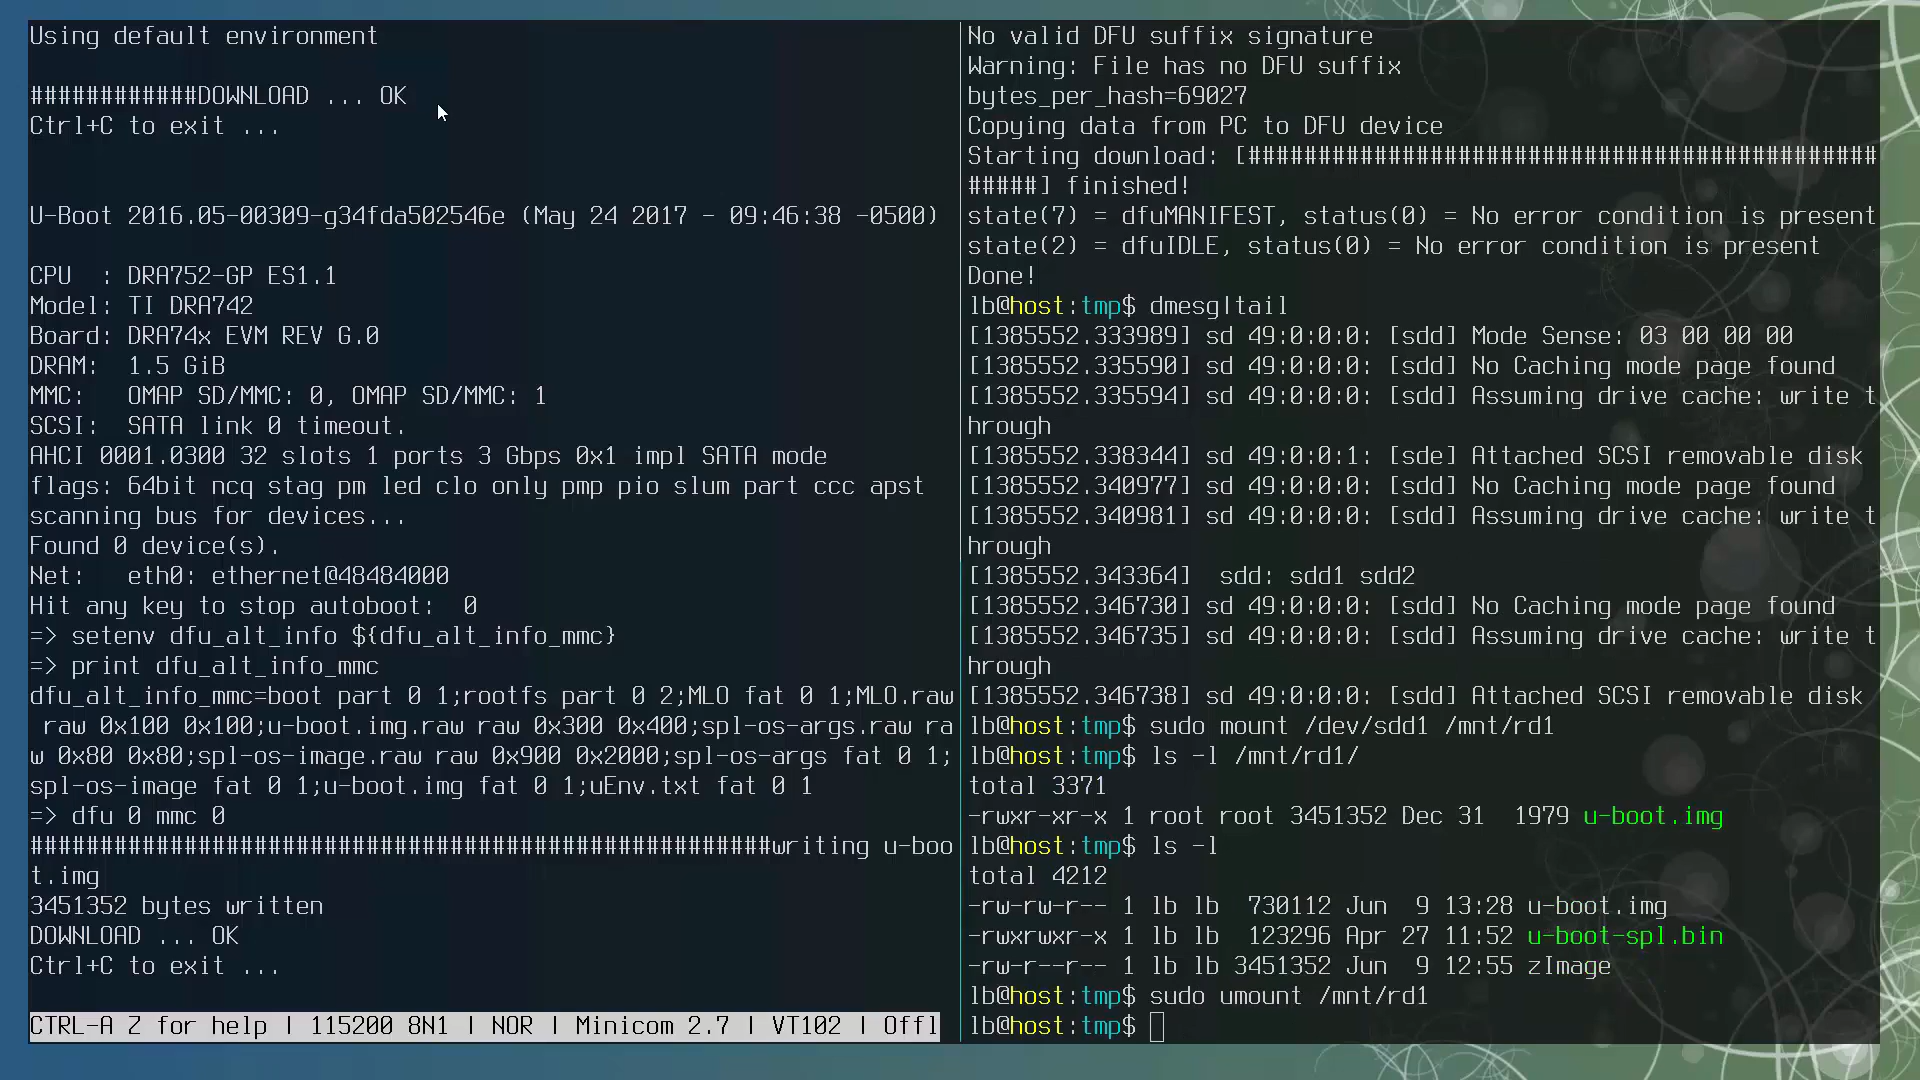 Using default environment

############DOWNLOAD ... OK
Ctrl+C to exit ...

U-Boot 2016.05-00309-g34fda502546e (May 24 2017 - 09:46:38 -0500)

CPU  : DRA752-GP ES1.1
Model: TI DRA742
Board: DRA74x EVM REV G.0
DRAM:  1.5 GiB
MMC:   OMAP SD/MMC: 0, OMAP SD/MMC: 1
SCSI:  SATA link 0 timeout.
AHCI 0001.0300 32 slots 1 ports 3 Gbps 0x1 impl SATA mode
flags: 64bit ncq stag pm led clo only pmp pio slum part ccc apst
scanning bus for devices...
Found 0 device(s).
Net:   eth0: ethernet@48484000
Hit any key to stop autoboot:  0
=> setenv dfu_alt_info ${dfu_alt_info_mmc}
=> print dfu_alt_info_mmc
dfu_alt_info_mmc=boot part 0 1;rootfs part 0 2;MLO fat 0 1;MLO.raw
 raw 0x100 0x100;u-boot.img.raw raw 0x300 0x400;spl-os-args.raw ra
w 0x80 0x80;spl-os-image.raw raw 0x900 0x2000;spl-os-args fat 0 1;
spl-os-image fat 0 1;u-boot.img fat 0 1;uEnv.txt fat 0 1
=> dfu 0 mmc 0
#####################################################writing u-boo
t.img
3451352 bytes written
DOWNLOAD ... OK
Ctrl+C to exit ...

CTRL-A Z for help | 115200 8N1 | NOR | Minicom 2.7 | VT102 | Offl
No valid DFU suffix signature
Warning: File has no DFU suffix
bytes_per_hash=69027
Copying data from PC to DFU device
Starting download: [#############################################
#####] finished!
state(7) = dfuMANIFEST, status(0) = No error condition is present
state(2) = dfuIDLE, status(0) = No error condition is present
Done!
lb@host:tmp$ dmesg|tail
[1385552.333989] sd 49:0:0:0: [sdd] Mode Sense: 03 00 00 00
[1385552.335590] sd 49:0:0:0: [sdd] No Caching mode page found
[1385552.335594] sd 49:0:0:0: [sdd] Assuming drive cache: write t
hrough
[1385552.338344] sd 49:0:0:1: [sde] Attached SCSI removable disk
[1385552.340977] sd 49:0:0:0: [sdd] No Caching mode page found
[1385552.340981] sd 49:0:0:0: [sdd] Assuming drive cache: write t
hrough
[1385552.343364]  sdd: sdd1 sdd2
[1385552.346730] sd 49:0:0:0: [sdd] No Caching mode page found
[1385552.346735] sd 49:0:0:0: [sdd] Assuming drive cache: write t
hrough
[1385552.346738] sd 49:0:0:0: [sdd] Attached SCSI removable disk
lb@host:tmp$ sudo mount /dev/sdd1 /mnt/rd1
lb@host:tmp$ ls -l /mnt/rd1/
total 3371
-rwxr-xr-x 1 root root 3451352 Dec 31  1979 u-boot.img
lb@host:tmp$ ls -l
total 4212
-rw-rw-r-- 1 lb lb  730112 Jun  9 13:28 u-boot.img
-rwxrwxr-x 1 lb lb  123296 Apr 27 11:52 u-boot-spl.bin
-rw-r--r-- 1 lb lb 3451352 Jun  9 12:55 zImage
lb@host:tmp$ sudo umount /mnt/rd1
lb@host:tmp$